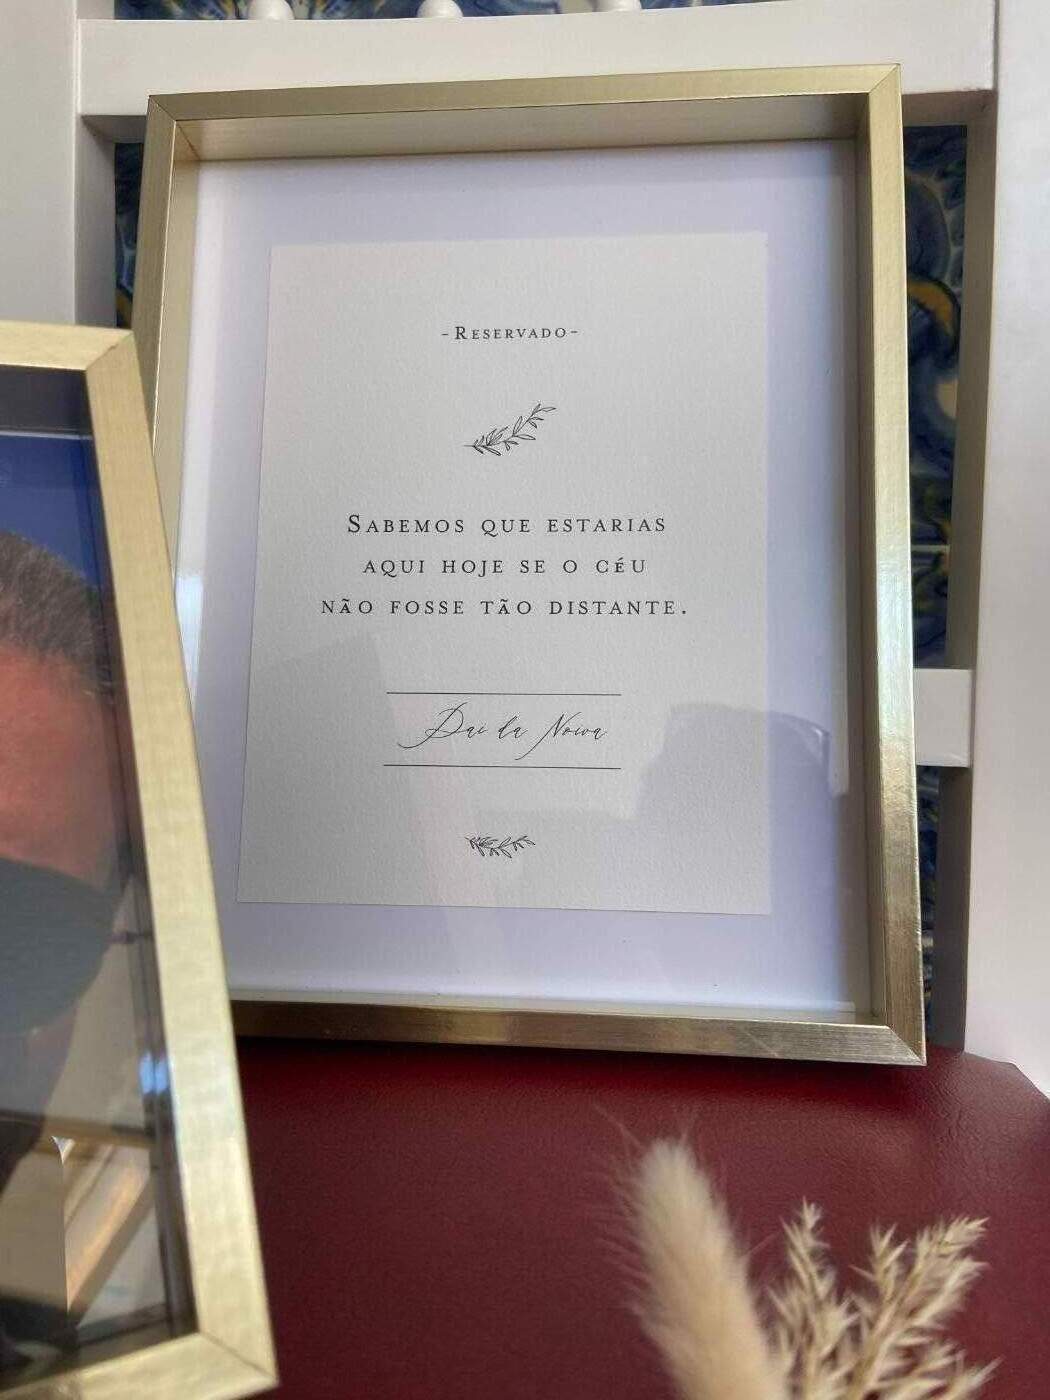 -Reservado-
Sabemos que estarias
aqui hoje se o céu
não fosse tão distante.
Pai da Noiva